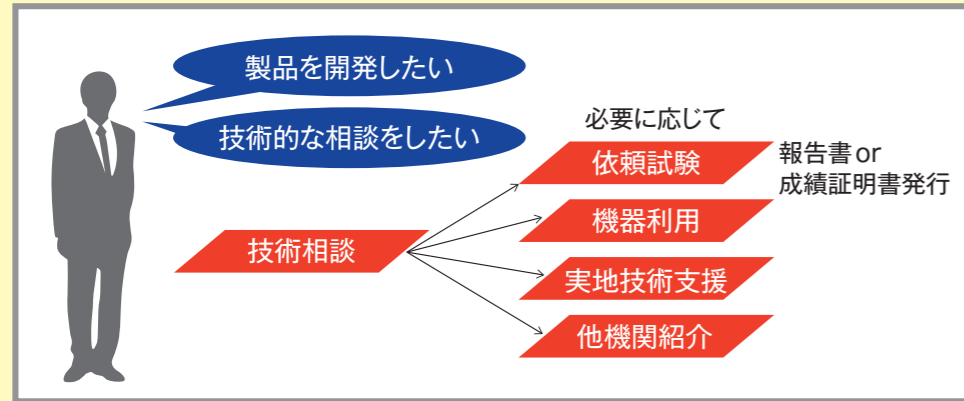 製品を開発したい
技術的な相談をしたい
必要に応じて
依頼試験
報告書or
成績証明書発行
機器利用
技術相談
実地技術支援
他機関紹介